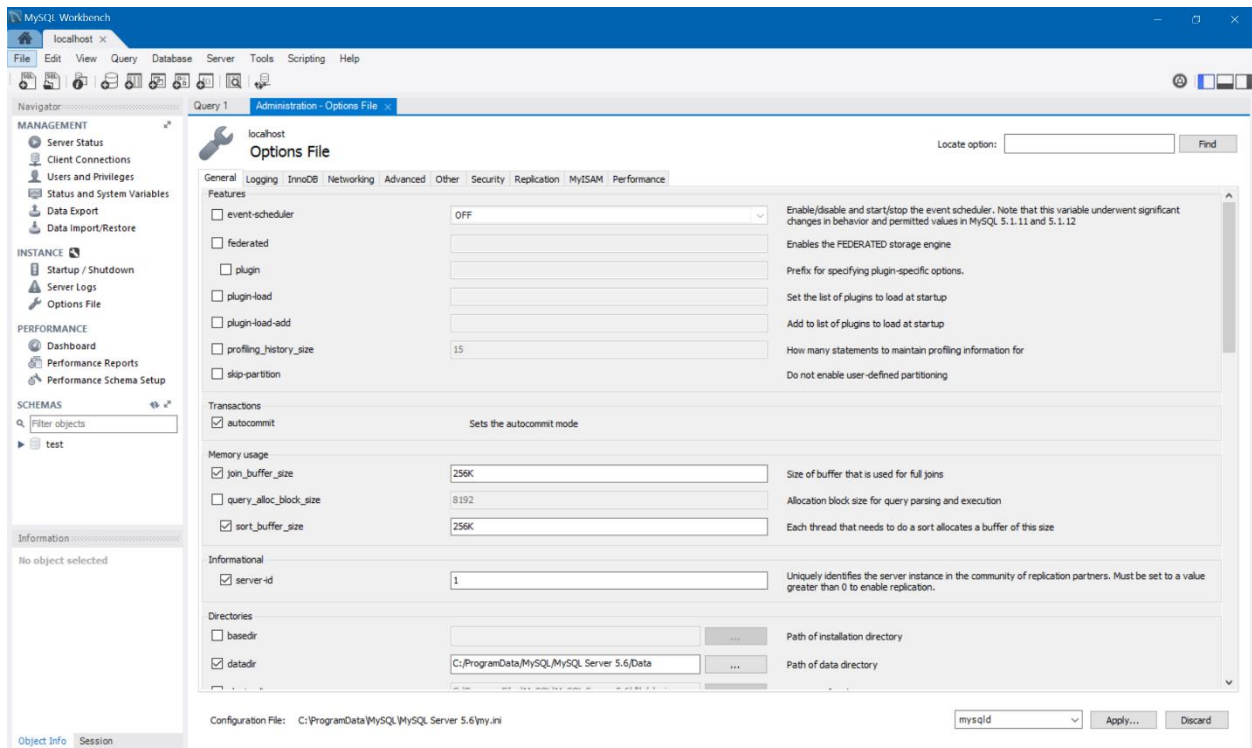 MySQL Workbench
localhost
File Edit View Query Database Server Tools Scripting Help
Navigator
MANAGEMENT
Server Status
Client Connections
Users and Privileges
Status and System Variables
Data Export
Data Import/Restore
INSTANCE
Startup / Shutdown
Server Logs
Options File
PERFORMANCE
Dashboard
Performance Reports
Performance Schema Setup
SCHEMAS
Filter objects
test
Information
No object selected
Object Info Session
Query 1 Administration - Options File
localhost
Options File
Locate option: Find
General Logging InnoDB Networking Advanced Other Security Replication MyISAM Performance
Features
event-scheduler OFF Enable/disable and start/stop the event scheduler. Note that this variable underwent significant
changes in behavior and permitted values in MySQL 5.1.11 and 5.1.12
federated Enables the FEDERATED storage engine
plugin Prefix for specifying plugin-specific options.
plugin-load Set the list of plugins to load at startup
plugin-load-add Add to list of plugins to load at startup
profiling_history_size 15 How many statements to maintain profiling information for
skip-partition Do not enable user-defined partitioning
Transactions
autocommit Sets the autocommit mode
Memory usage
join_buffer_size 256K Size of buffer that is used for full joins
query_alloc_block_size 8192 Allocation block size for query parsing and execution
sort_buffer_size 256K Each thread that needs to do a sort allocates a buffer of this size
Informational
server-id 1 Uniquely identifies the server instance in the community of replication partners. Must be set to a value
greater than 0 to enable replication.
Directories
basedir ... Path of installation directory
datadir C:/ProgramData/MySQL/MySQL Server 5.6/Data ... Path of data directory
Configuration File: C:\ProgramData\MySQL\MySQL Server 5.6\my.ini mysqld Apply... Discard